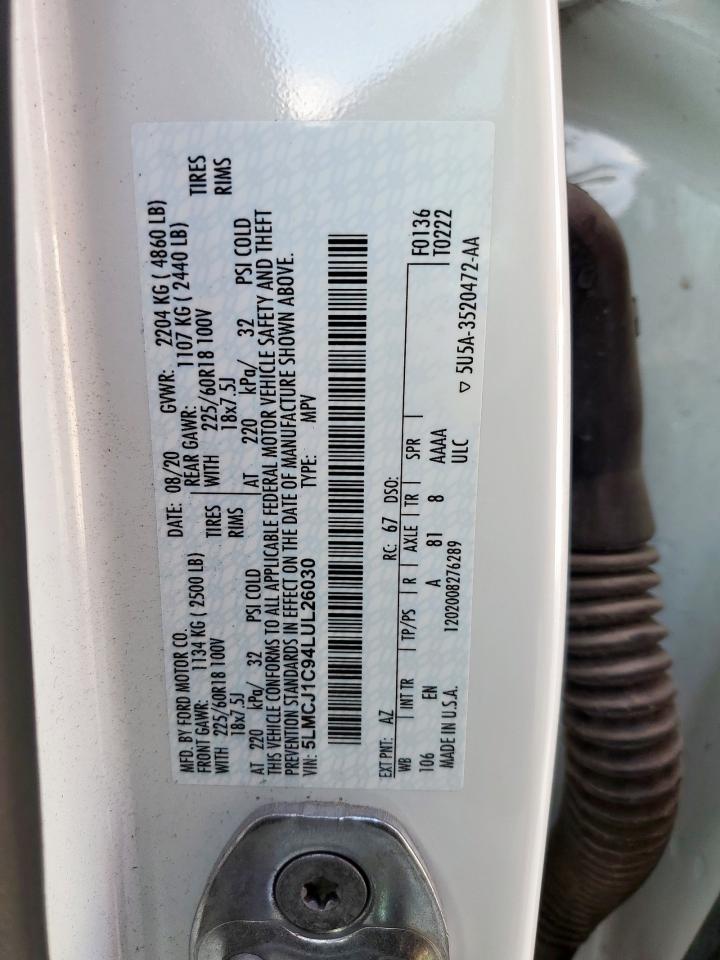 MFD. BY FORD MOTOR CO. DATE: 08/20 GVWR: 2204 KG ( 4860 LB)
FRONT GAWR: 1134 KG ( 2500 LB) REAR GAWR: 1107 KG ( 2440 LB)
WITH 225/60R18 100V TIRES WITH 225/60R18 100V TIRES
18x7.5J RIMS 18x7.5J RIMS
AT 220 kPa/ 32 PSI COLD AT 220 kPa/ 32 PSI COLD
THIS VEHICLE CONFORMS TO ALL APPLICABLE FEDERAL MOTOR VEHICLE SAFETY AND THEFT
PREVENTION STANDARDS IN EFFECT ON THE DATE OF MANUFACTURE SHOWN ABOVE.
VIN: 5LMCJ1C94LUL26030 TYPE: MPV
EXT PNT: AZ RC: 67 DSO: F0136
WB INT TR TP/PS R AXLE TR SPR T0222
106 EN A 81 8 AAAA
MADE IN U.S.A. 1202008276289 ULC
▽ 5U5A-3520472-AA